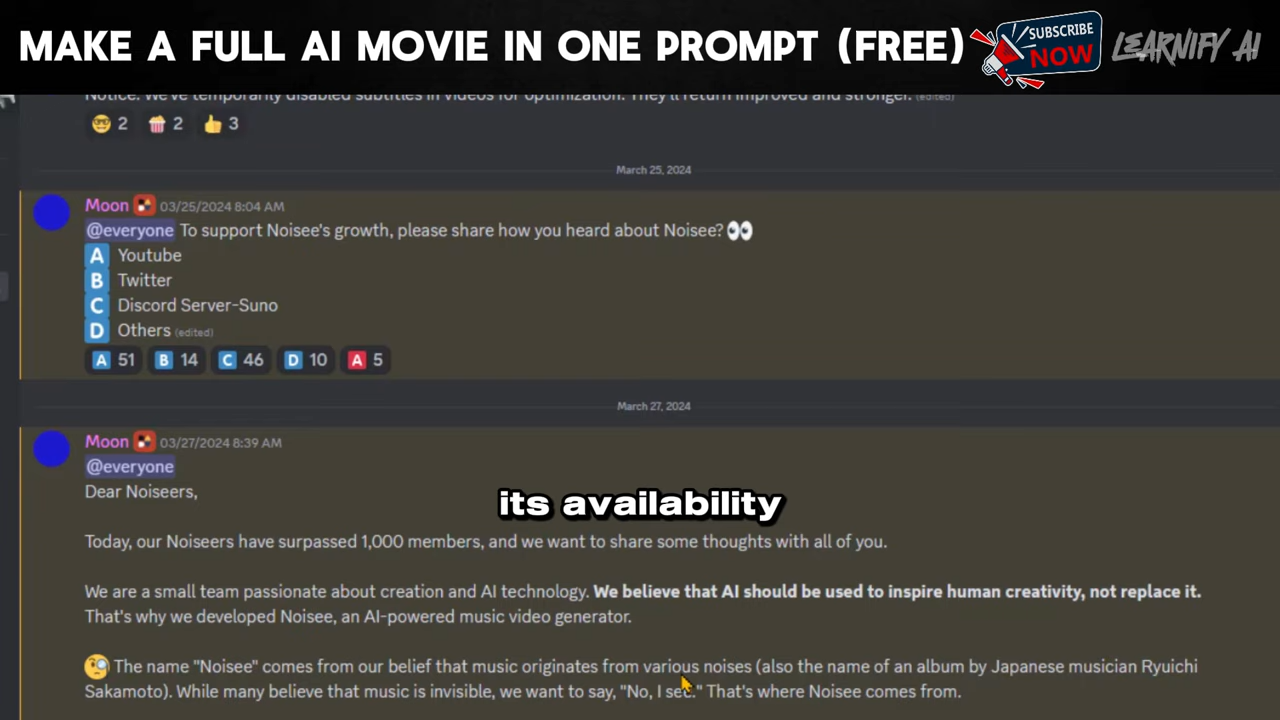 MAKE A FULL AI MOVIE IN ONE PROMPT (FREE)
SUBSCRIBE
NOW
LEARNIFY AI
Notice: We've temporarily disabled subtitles in videos for optimization. They'll return improved and stronger. (edited)
2 2 3
March 25, 2024
Moon 03/25/2024 8:04 AM
@everyone To support Noisee's growth, please share how you heard about Noisee?
A Youtube
B Twitter
C Discord Server-Suno
D Others (edited)
A 51 B 14 C 46 D 10 A 5
March 27, 2024
Moon 03/27/2024 8:39 AM
@everyone
Dear Noiseers,
its availability
Today, our Noiseers have surpassed 1,000 members, and we want to share some thoughts with all of you.
We are a small team passionate about creation and AI technology. We believe that AI should be used to inspire human creativity, not replace it.
That's why we developed Noisee, an AI-powered music video generator.
The name "Noisee" comes from our belief that music originates from various noises (also the name of an album by Japanese musician Ryuichi
Sakamoto). While many believe that music is invisible, we want to say, "No, I see." That's where Noisee comes from.